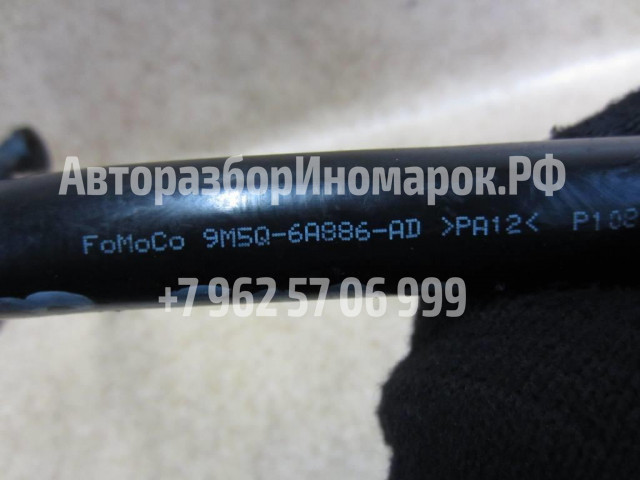 АвторазборИномарок.РФ
FoMoCo 9M5Q-6A886-AD >PA12<
+7 962 57 06 999